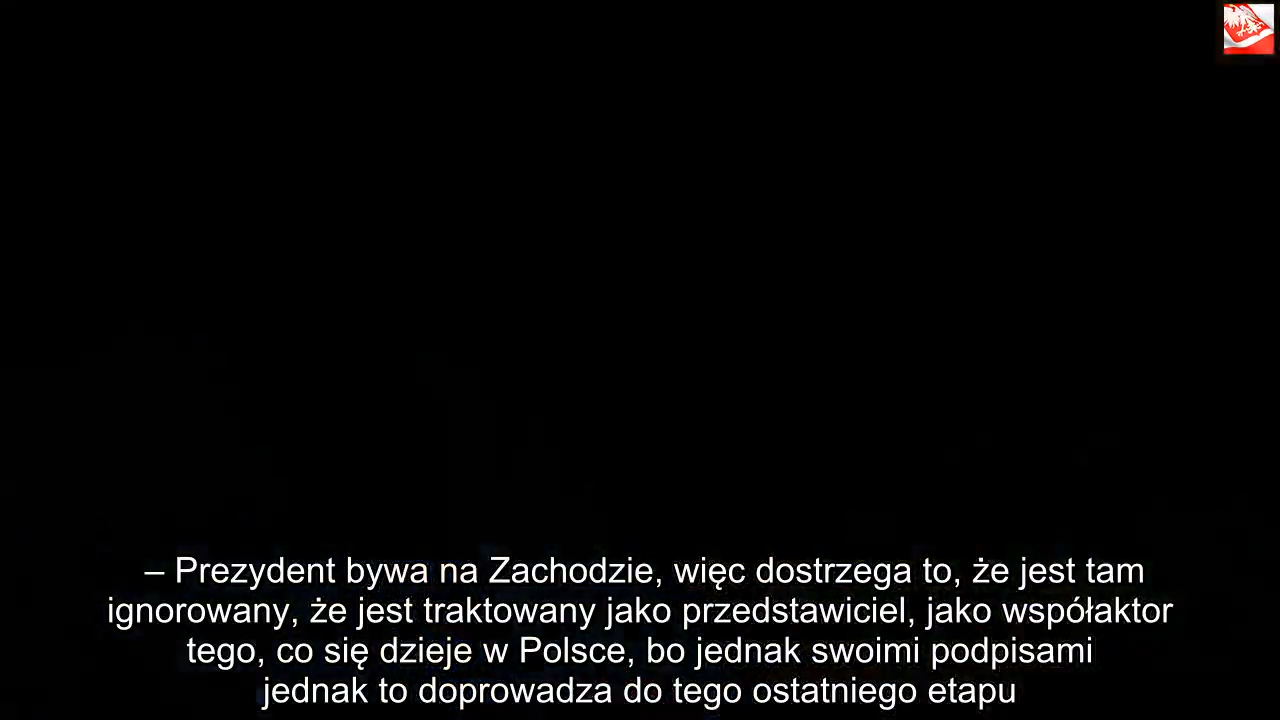 – Prezydent bywa na Zachodzie, więc dostrzega to, że jest tam
ignorowany, że jest traktowany jako przedstawiciel, jako współaktor
tego, co się dzieje w Polsce, bo jednak swoimi podpisami
jednak to doprowadza do tego ostatniego etapu